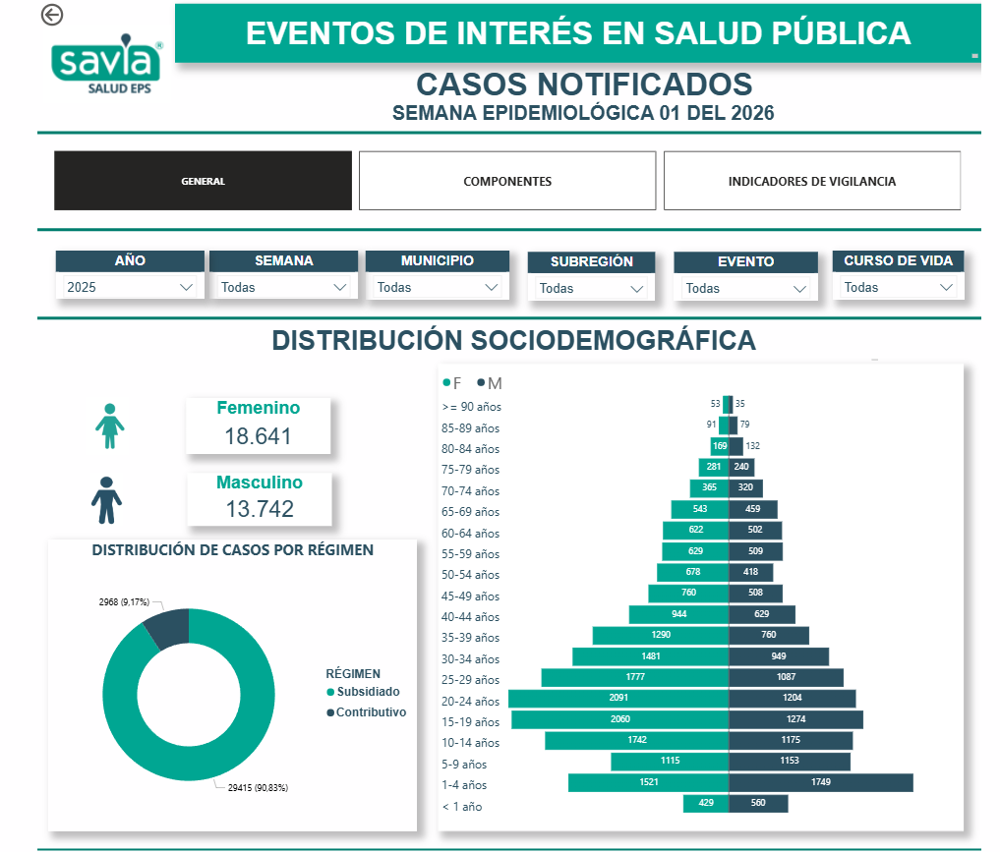 EVENTOS DE INTERÉS EN SALUD PÚBLICA
savia®
SALUD EPS
CASOS NOTIFICADOS
SEMANA EPIDEMIOLÓGICA 01 DEL 2026
GENERAL COMPONENTES INDICADORES DE VIGILANCIA
AÑO SEMANA MUNICIPIO SUBREGIÓN EVENTO CURSO DE VIDA
2025 Todas Todas Todas Todas Todas
DISTRIBUCIÓN SOCIODEMOGRÁFICA
Femenino
18.641
Masculino
13.742
DISTRIBUCIÓN DE CASOS POR RÉGIMEN
2968 (9,17%)
RÉGIMEN
Subsidiado
Contributivo
29415 (90,83%)
F M
>= 90 años 53 35
85-89 años 91 79
80-84 años 169 132
75-79 años 281 240
70-74 años 365 320
65-69 años 543 459
60-64 años 622 502
55-59 años 629 509
50-54 años 678 418
45-49 años 760 508
40-44 años 944 629
35-39 años 1290 760
30-34 años 1481 949
25-29 años 1777 1087
20-24 años 2091 1204
15-19 años 2060 1274
10-14 años 1742 1175
5-9 años 1115 1153
1-4 años 1521 1749
< 1 año 429 560